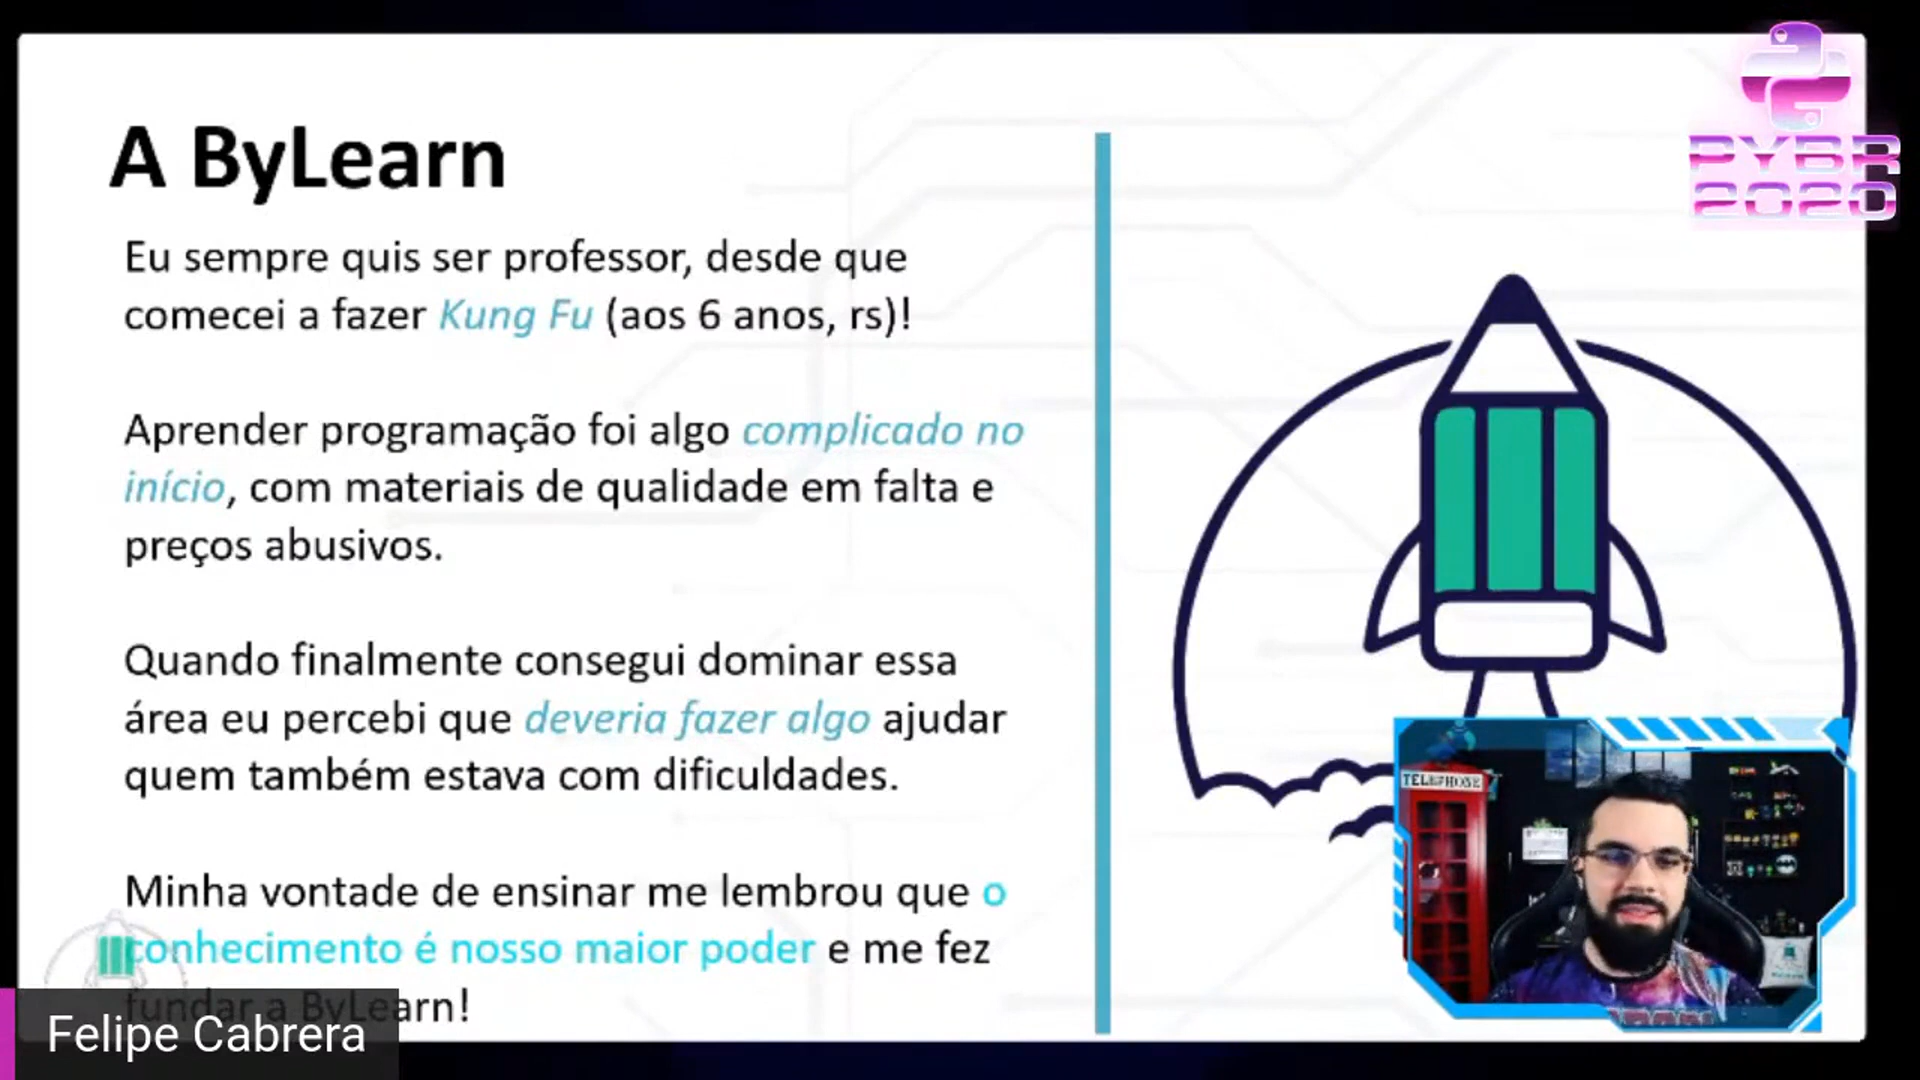 A ByLearn
Eu sempre quis ser professor, desde que
comecei a fazer Kung Fu (aos 6 anos, rs)!
Aprender programação foi algo complicado no
início, com materiais de qualidade em falta e
preços abusivos.
Quando finalmente consegui dominar essa
área eu percebi que deveria fazer algo ajudar
quem também estava com dificuldades.
Minha vontade de ensinar me lembrou que o
conhecimento é nosso maior poder e me fez
fundar a ByLearn!
Felipe Cabrera
PYBR
2020
TELEPHONE